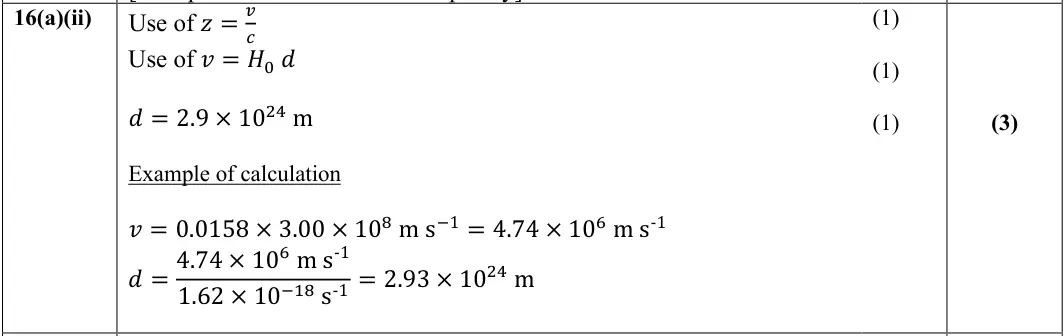 16(a)(ii) Use of z = v/c (1)
Use of v = H₀ d (1)
d = 2.9 × 10²⁴ m (1) (3)
Example of calculation
v = 0.0158 × 3.00 × 10⁸ m s⁻¹ = 4.74 × 10⁶ m s⁻¹
d = (4.74 × 10⁶ m s⁻¹)/(1.62 × 10⁻¹⁸ s⁻¹) = 2.93 × 10²⁴ m